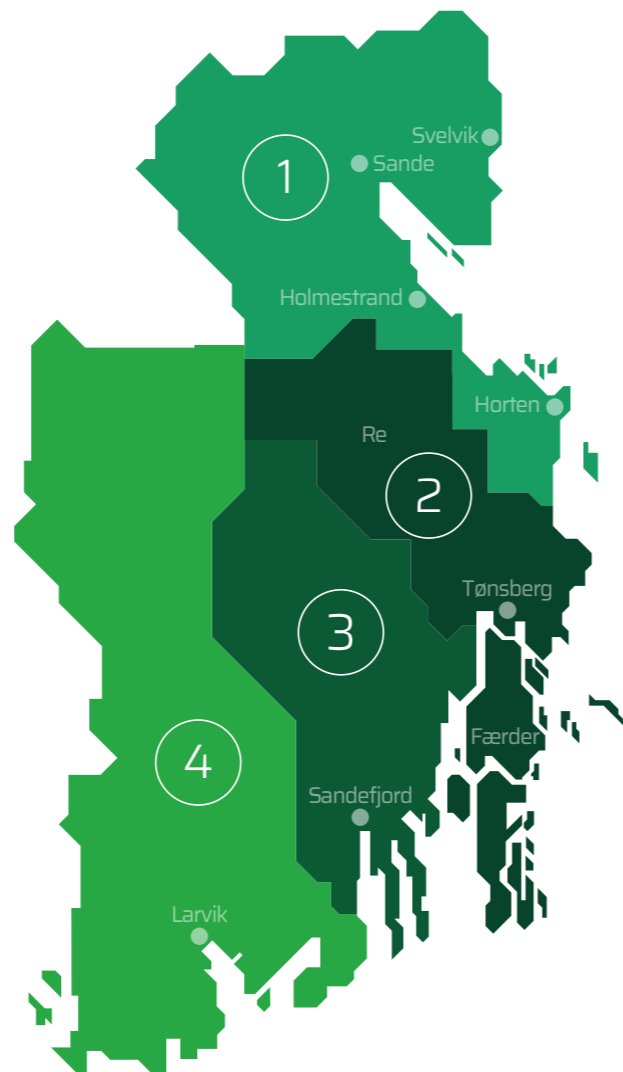 Svelvik
1
Sande
Holmestrand
Horten
Re
2
Tønsberg
3
Færder
4
Sandefjord
Larvik